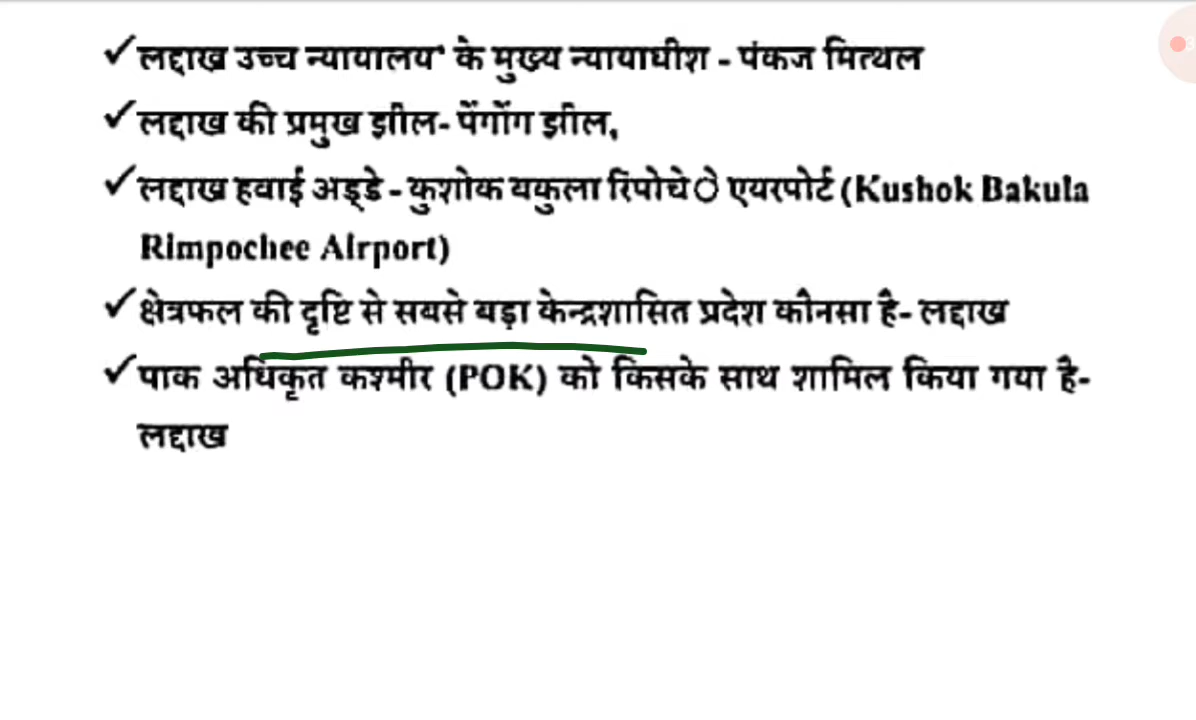 ✓लद्दाख उच्च न्यायालय' के मुख्य न्यायाधीश - पंकज मित्थल
✓लद्दाख की प्रमुख झील- पेंगोंग झील,
✓लद्दाख हवाई अड्डे - कुशोक बकुला रिपोचे े एयरपोर्ट (Kushok Bakula
Rimpochee Airport)
✓क्षेत्रफल की दृष्टि से सबसे बड़ा केन्द्रशासित प्रदेश कौनसा है- लद्दाख
✓पाक अधिकृत कश्मीर (POK) को किसके साथ शामिल किया गया है-
लद्दाख